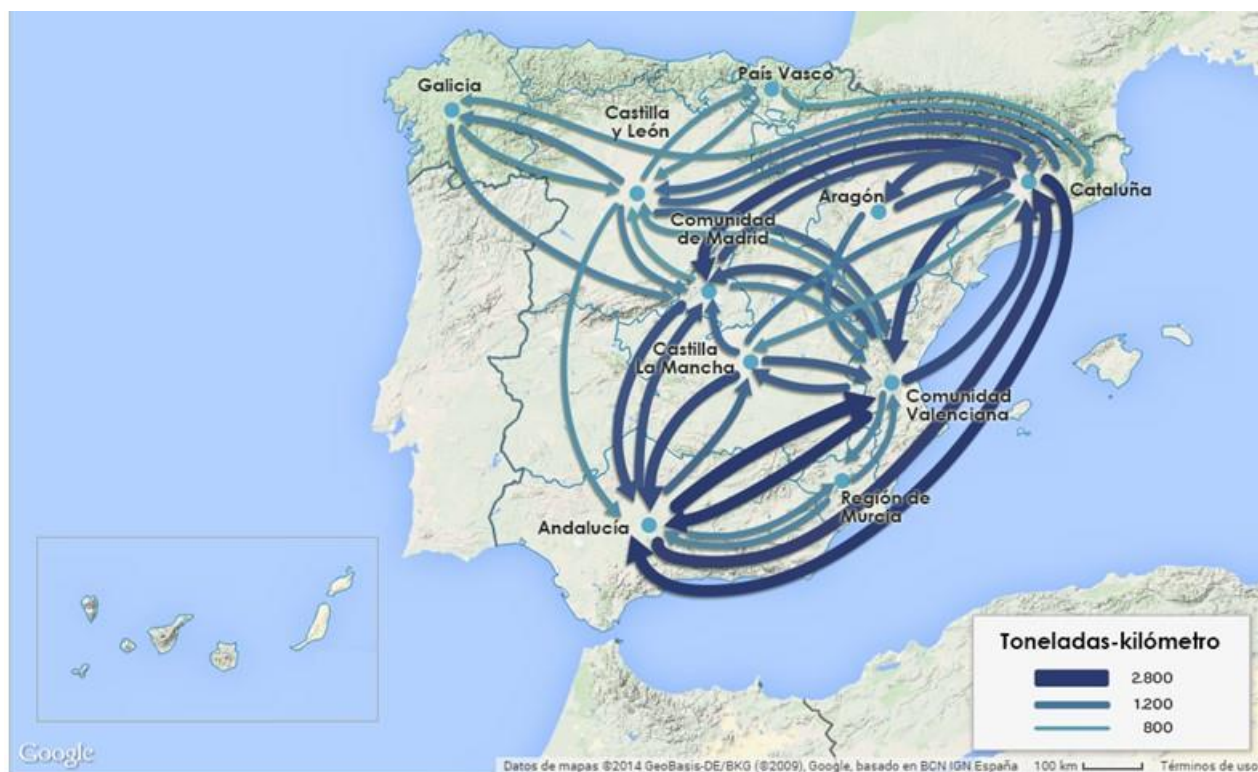 País Vasco
Galicia
Castilla
y León
Cataluña
Aragón
Comunidad
de Madrid
Castilla
La Mancha
Comunidad
Valenciana
Región de
Murcia
Andalucía
Toneladas-kilómetro
2.800
1.200
800
Google
Datos de mapas ©2014 GeoBasis-DE/BKG (©2009), Google, basado en BCN IGN España 100 km Términos de uso